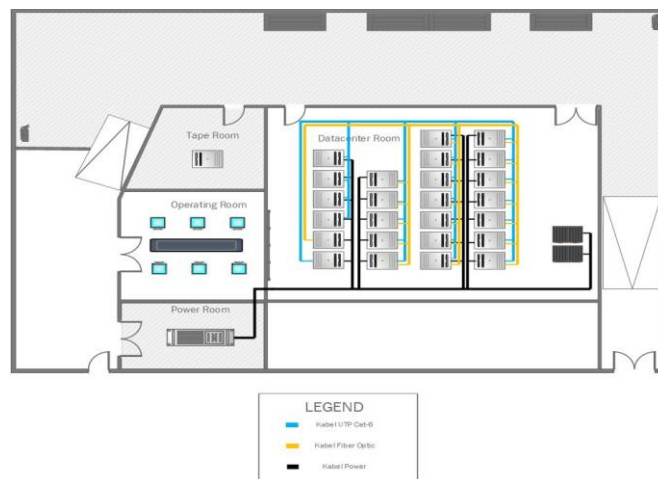 Tape Room
Datacenter Room
Operating Room
Power Room
LEGEND
Kabel UTP Cat-6
Kabel Fiber Optic
Kabel Power